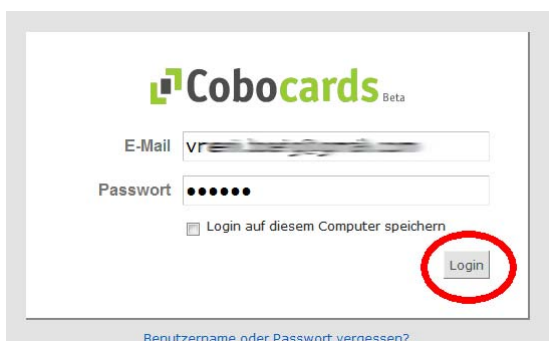 Cobocards Beta
E-Mail
Passwort ••••••
Login auf diesem Computer speichern
Login
Benutzername oder Passwort vergessen?